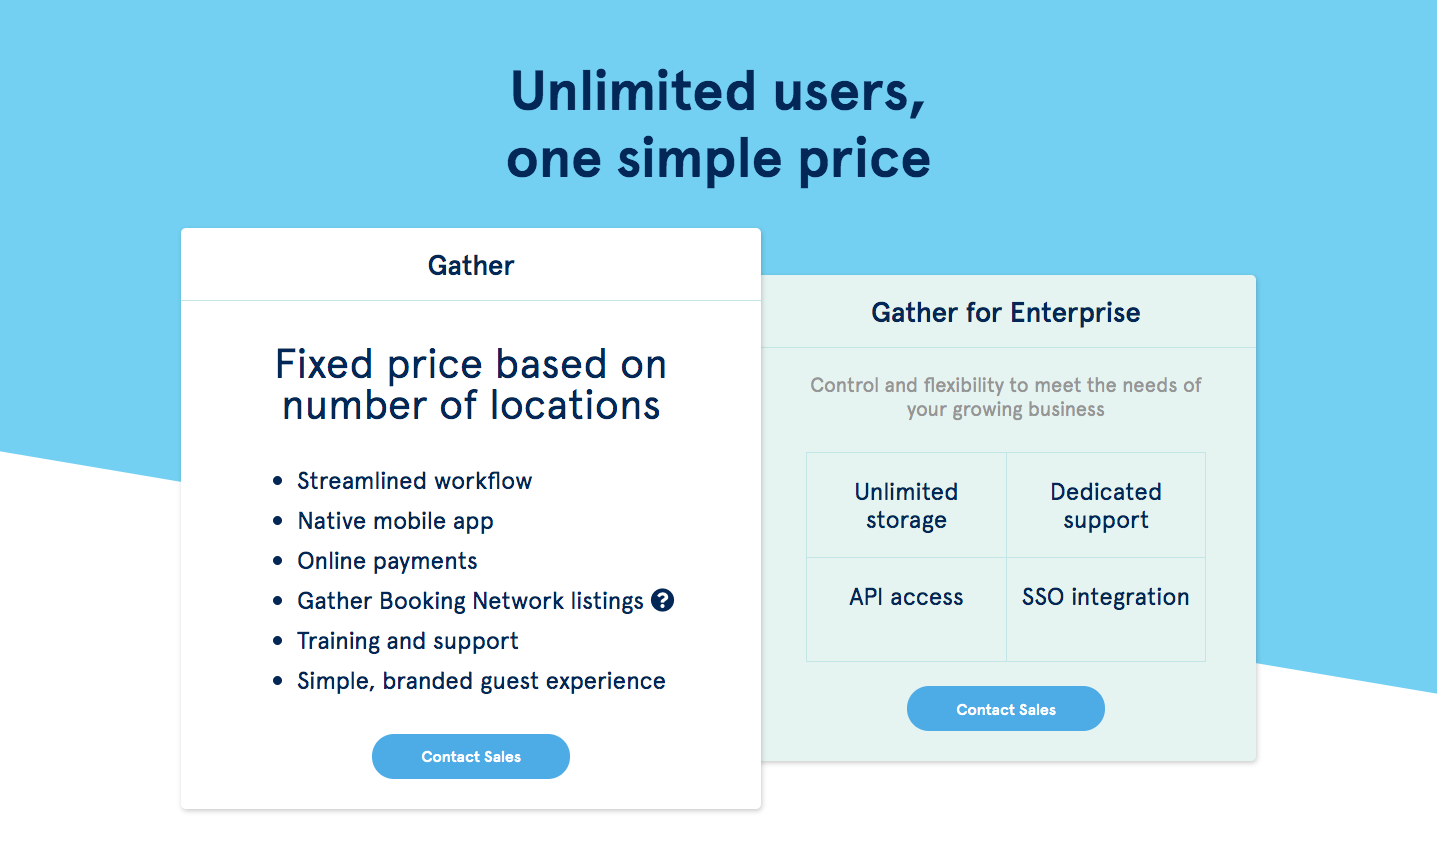 Unlimited users,
one simple price
Gather
Fixed price based on
number of locations
Streamlined workflow
Native mobile app
Online payments
Gather Booking Network listings ?
Training and support
Simple, branded guest experience
Contact Sales
Gather for Enterprise
Control and flexibility to meet the needs of
your growing business
Unlimited
storage
Dedicated
support
API access
SSO integration
Contact Sales